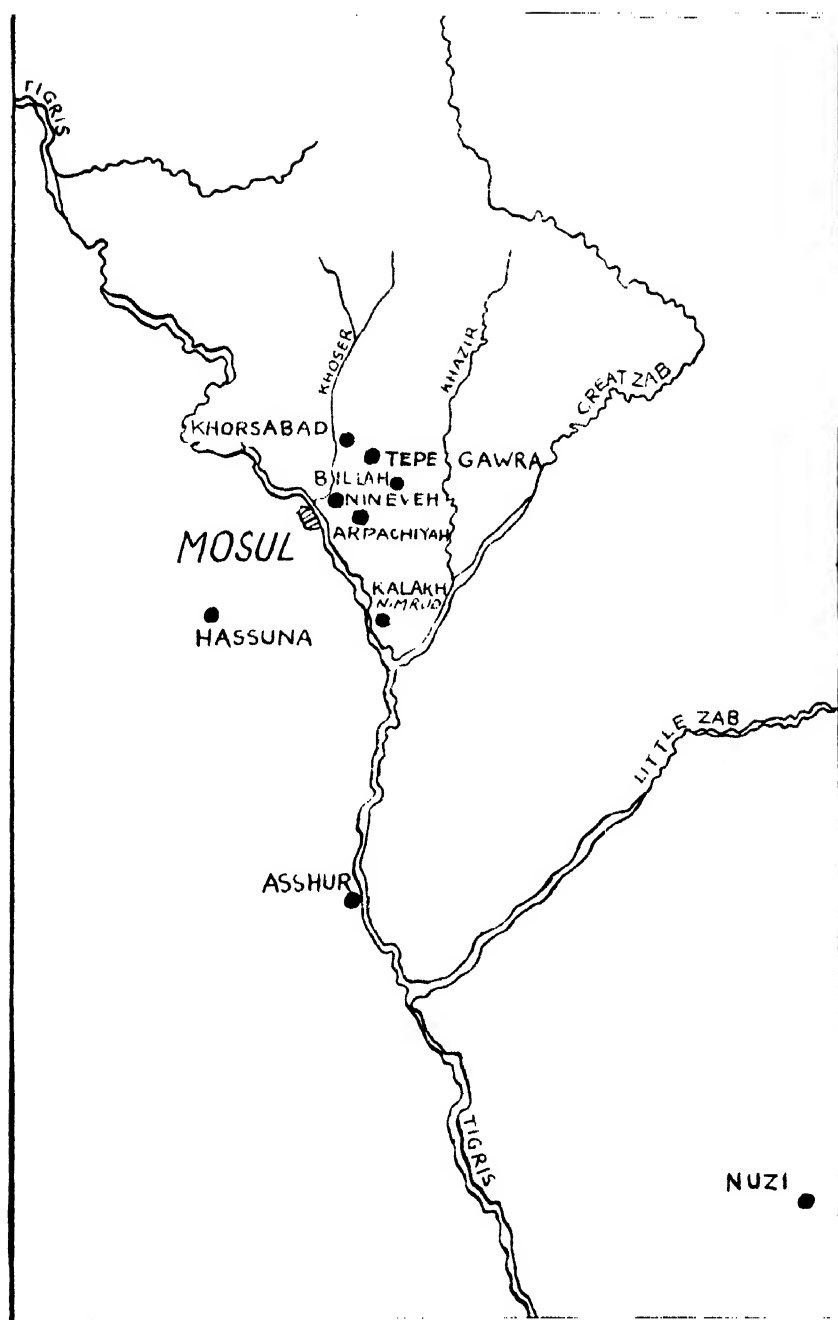 TIGRIS
KHOSER
KHAZIR
GREAT ZAB
KHORSABAD
TEPE GAWRA
BILLAH
NINEVEH
ARPACHIYAH
MOSUL
KALAKH
NIMRUD
HASSUNA
LITTLE ZAB
ASSHUR
TIGRIS
NUZI